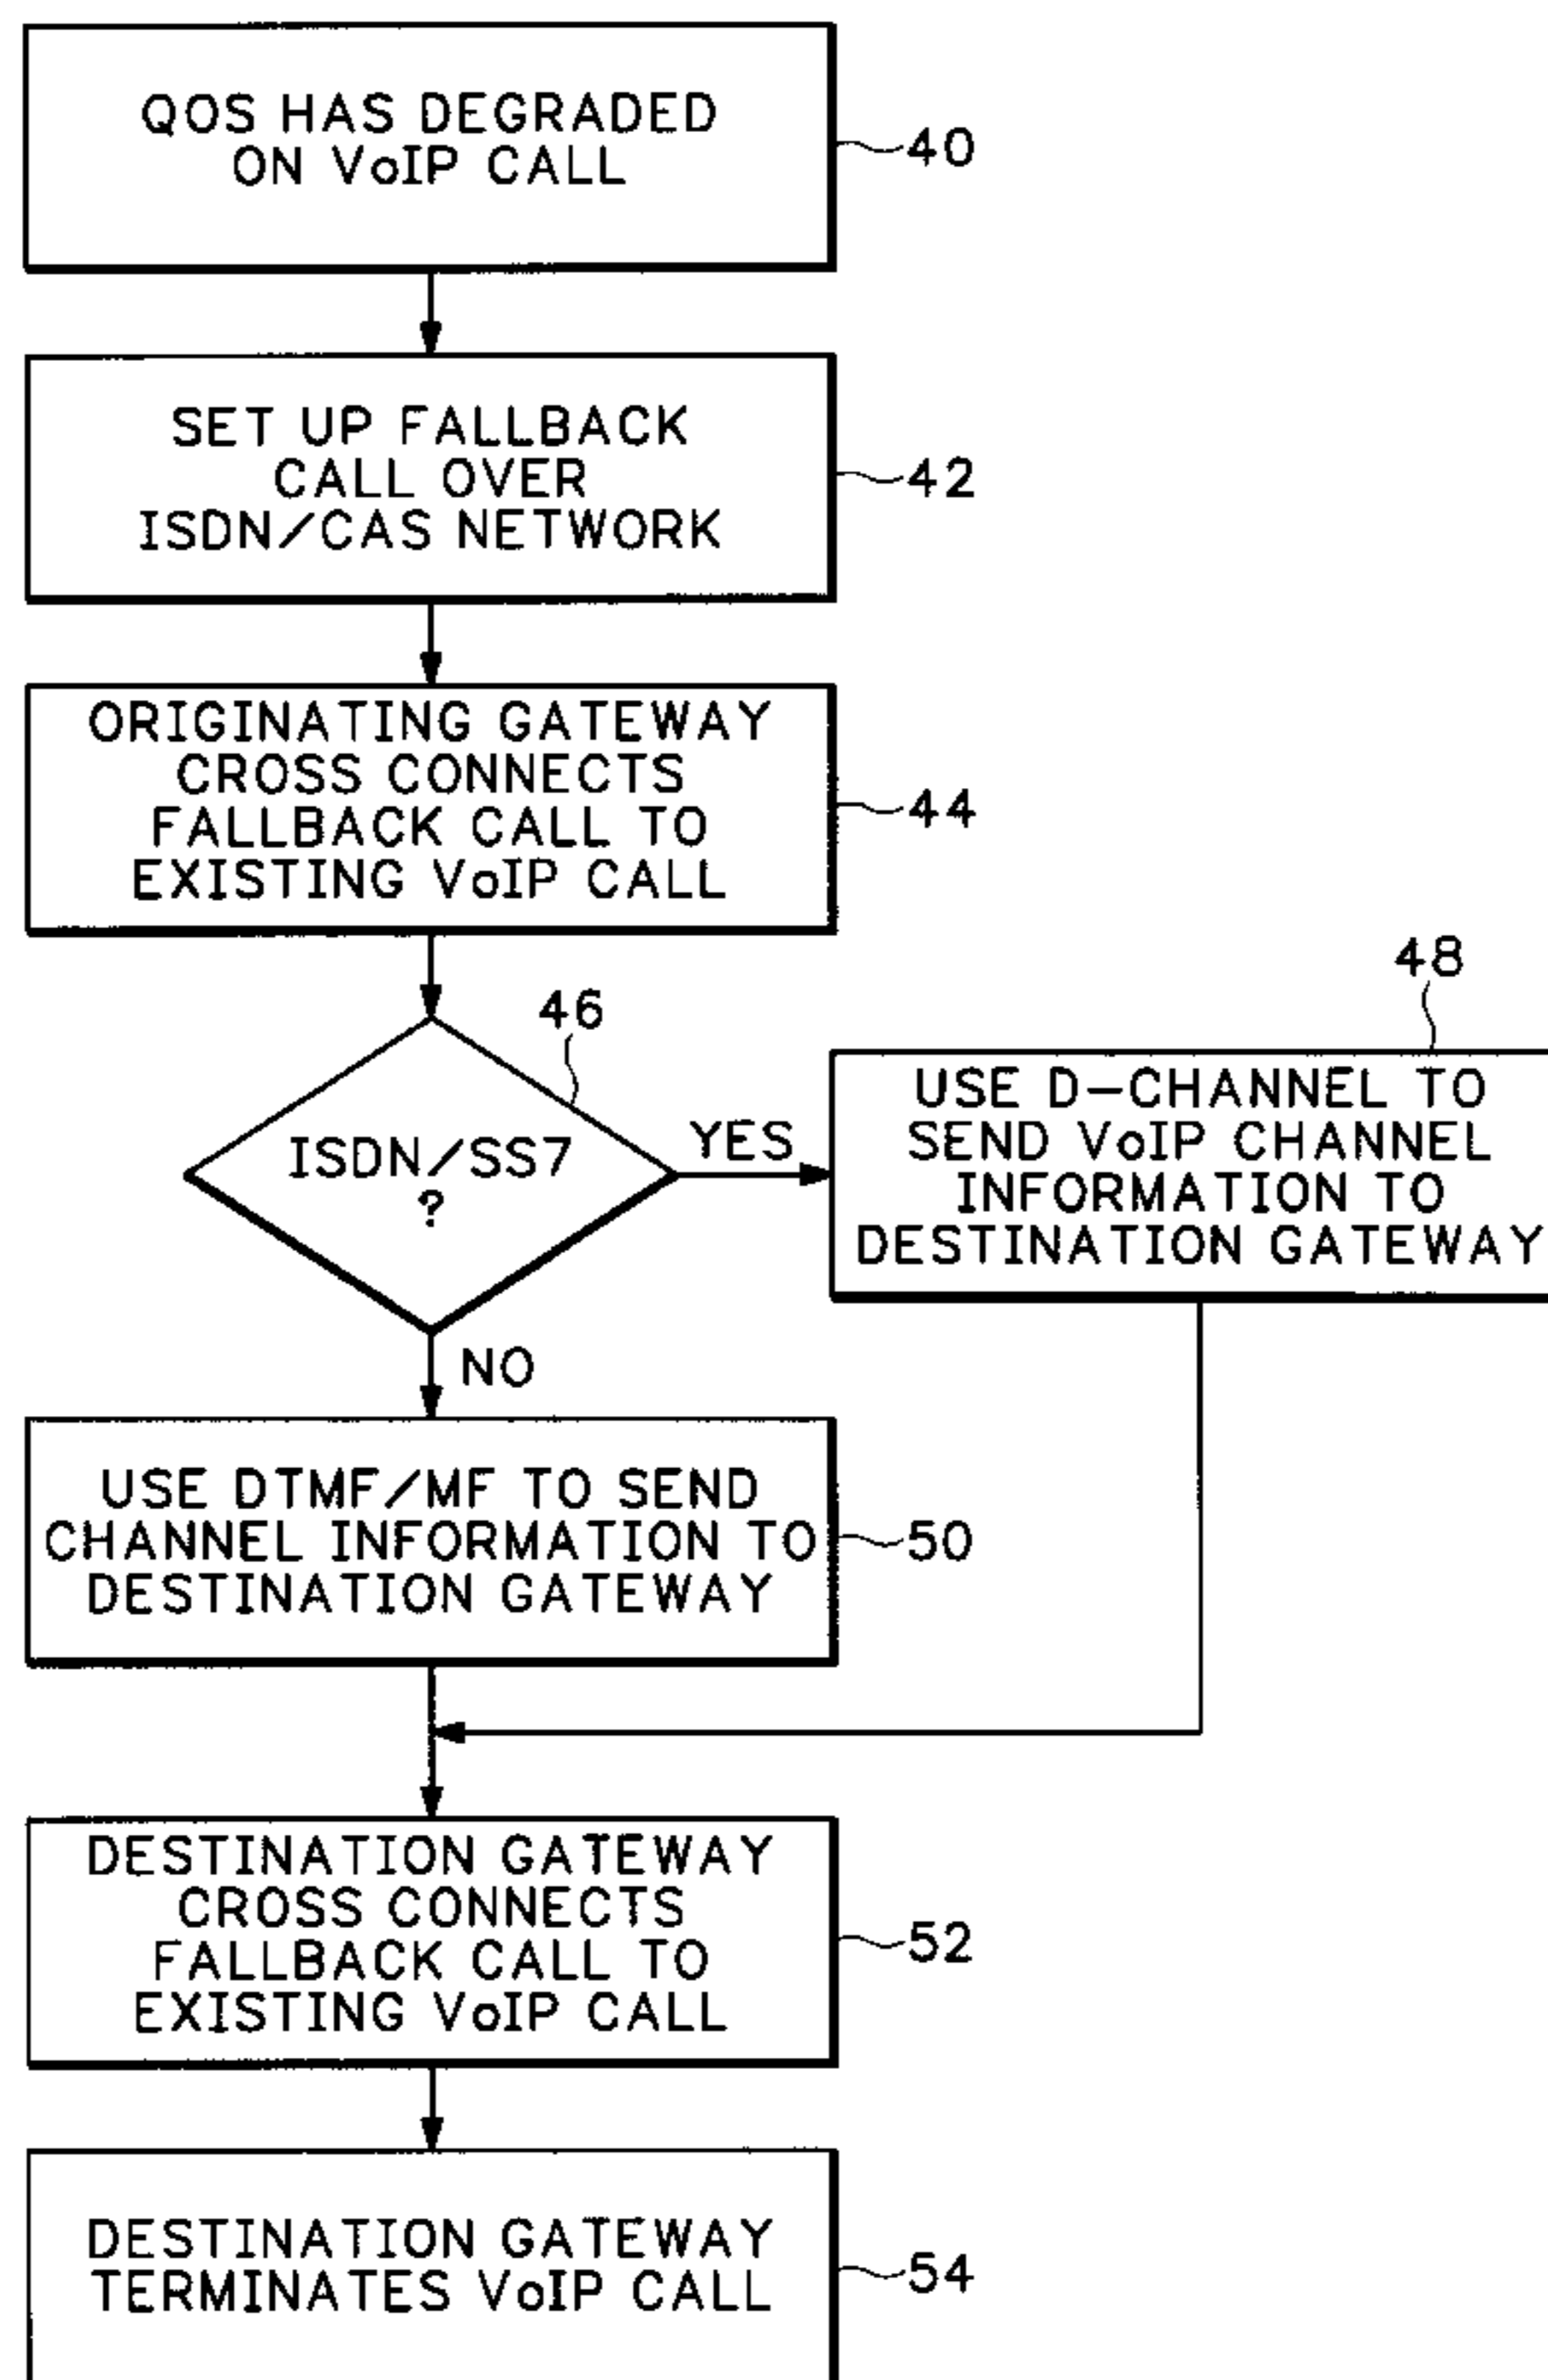 QOS HAS DEGRADED
ON VoIP CALL
40
SET UP FALLBACK
CALL OVER
ISDN/CAS NETWORK
42
ORIGINATING GATEWAY
CROSS CONNECTS
FALLBACK CALL TO
EXISTING VoIP CALL
44
46
ISDN/SS7
?
YES
48
USE D-CHANNEL TO
SEND VoIP CHANNEL
INFORMATION TO
DESTINATION GATEWAY
NO
USE DTMF/MF TO SEND
CHANNEL INFORMATION TO
DESTINATION GATEWAY
50
DESTINATION GATEWAY
CROSS CONNECTS
FALLBACK CALL TO
EXISTING VoIP CALL
52
DESTINATION GATEWAY
TERMINATES VoIP CALL
54